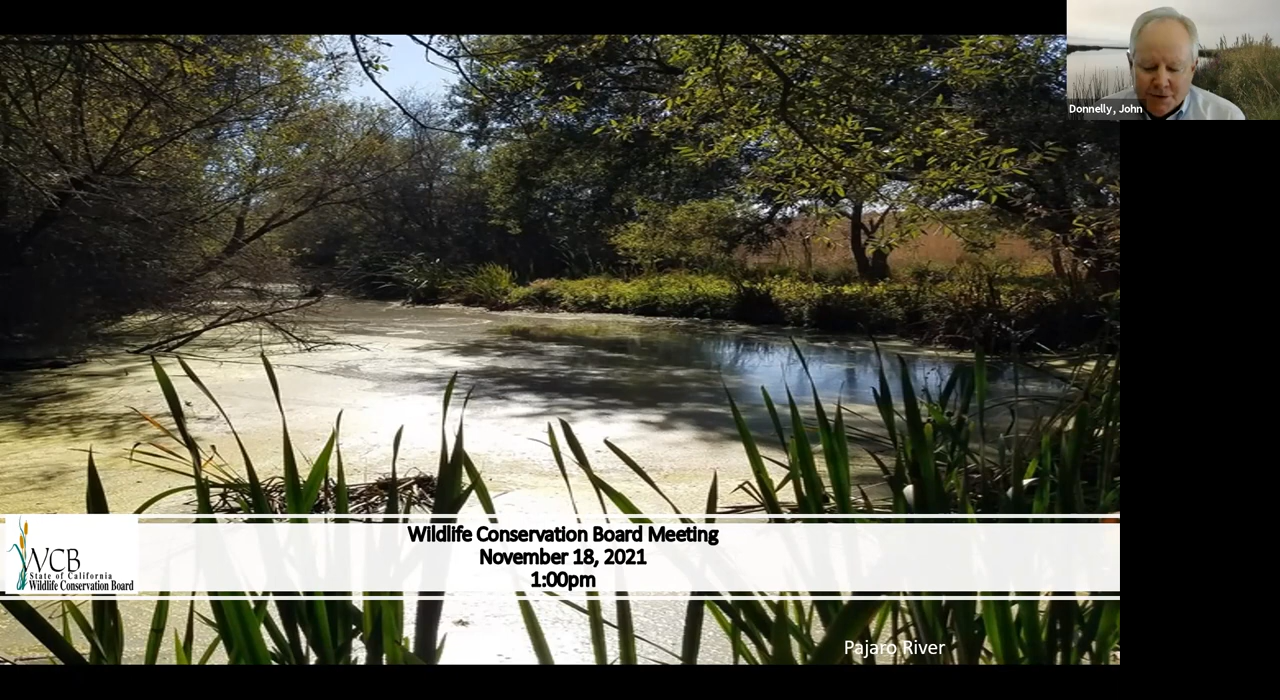 Donnelly, John
Wildlife Conservation Board Meeting
November 18, 2021
1:00pm
WCB
State of California
Wildlife Conservation Board
Pajaro River